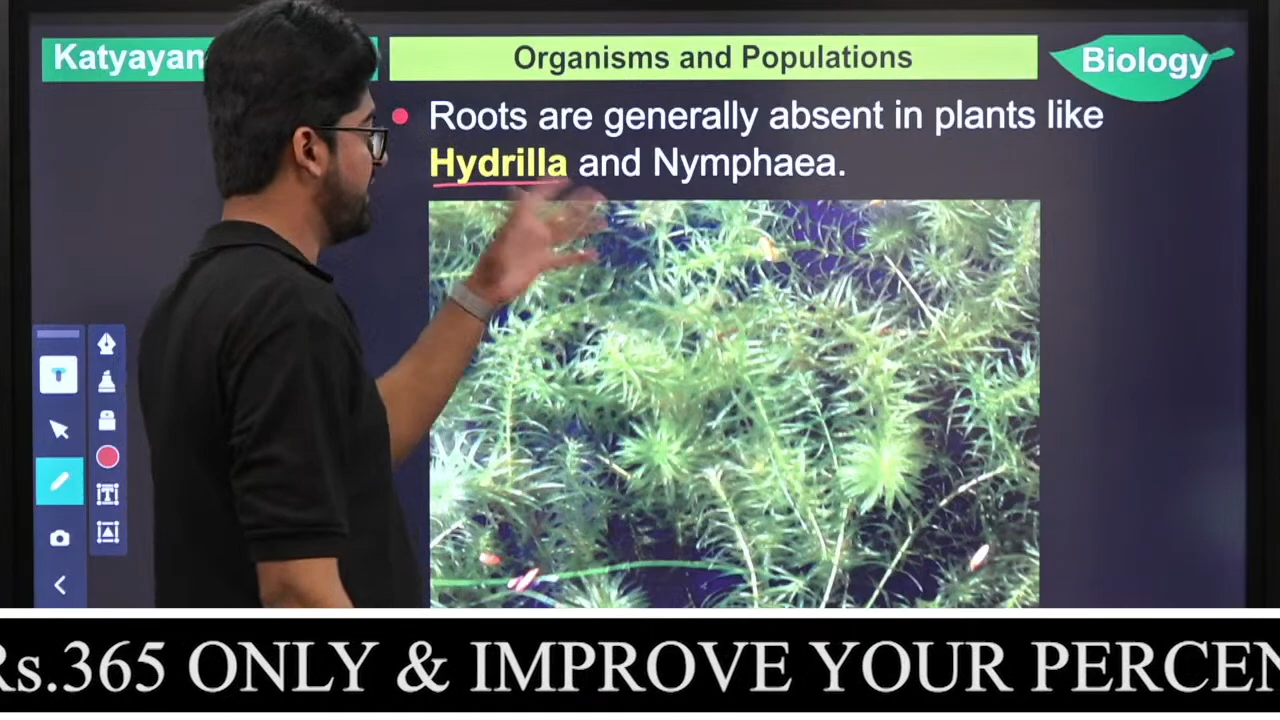 Katyayan
Organisms and Populations
Biology
Roots are generally absent in plants like
Hydrilla and Nymphaea.
Rs.365 ONLY & IMPROVE YOUR PERCEN